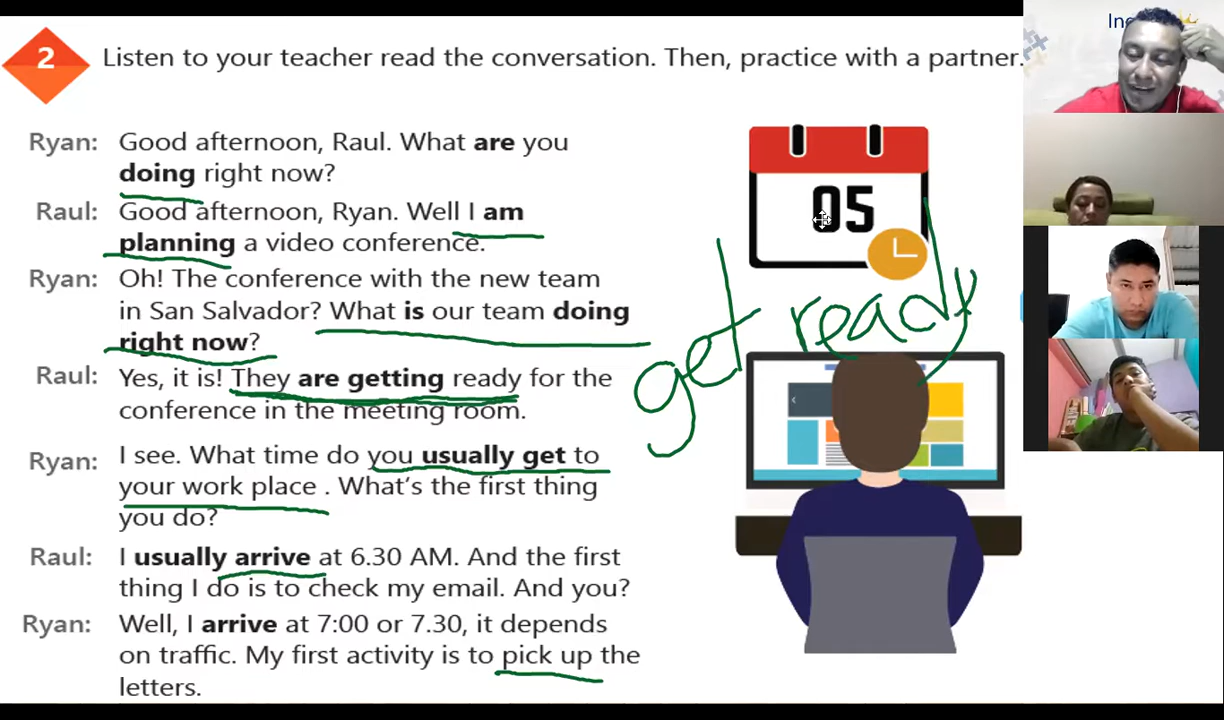 2 Listen to your teacher read the conversation. Then, practice with a partner.
Ryan: Good afternoon, Raul. What are you
doing right now?
Raul: Good afternoon, Ryan. Well I am
planning a video conference.
Ryan: Oh! The conference with the new team
in San Salvador? What is our team doing
right now?
Raul: Yes, it is! They are getting ready for the
conference in the meeting room.
Ryan: I see. What time do you usually get to
your work place . What's the first thing
you do?
Raul: I usually arrive at 6.30 AM. And the first
thing I do is to check my email. And you?
Ryan: Well, I arrive at 7:00 or 7.30, it depends
on traffic. My first activity is to pick up the
letters.
05
get ready